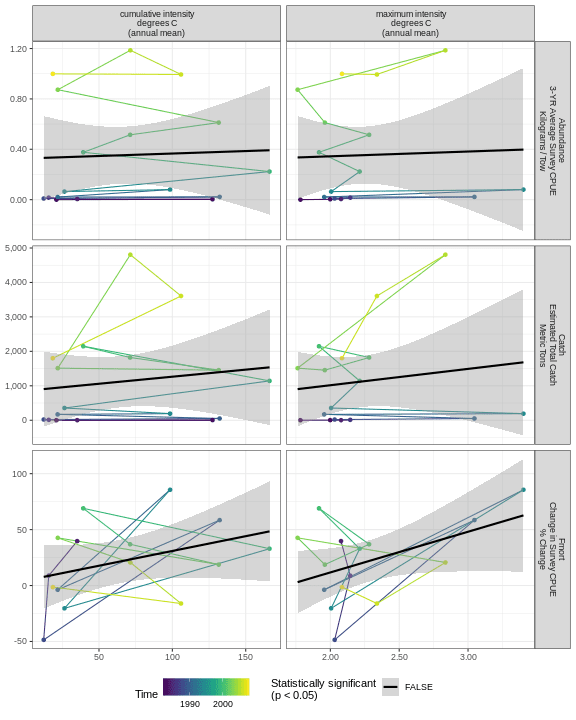 cumulative intensity
degrees C
(annual mean)
maximum intensity
degrees C
(annual mean)
1.20
0.80
0.40
0.00
Abundance
3-YR Average Survey CPUE
Kilograms / Tow
5,000
4,000
3,000
2,000
1,000
0
Catch
Estimated Total Catch
Metric Tons
100
50
0
-50
Fmort
Change in Survey CPUE
% Change
50 100 150
2.00 2.50 3.00
Time
1990 2000
Statistically significant
(p < 0.05)
FALSE